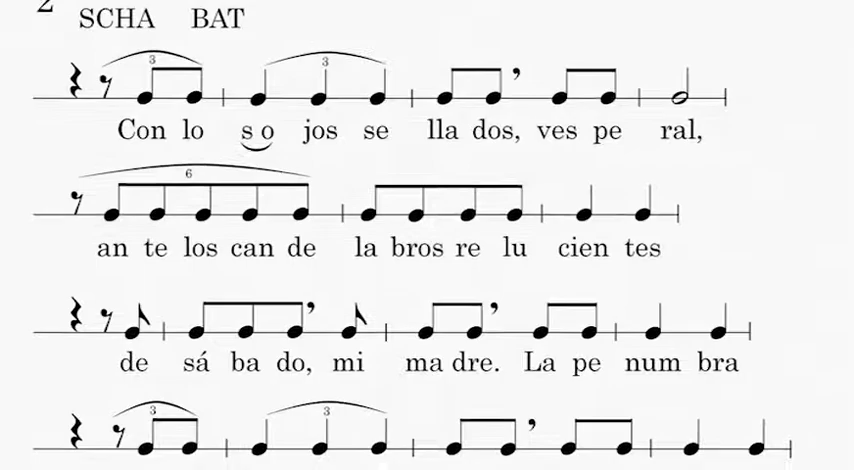 2
SCHA BAT
3 3
Con lo s o jos se lla dos, ves pe ral,
6
an te los can de la bros re lu cien tes
de sá ba do, mi ma dre. La pe num bra
3 3